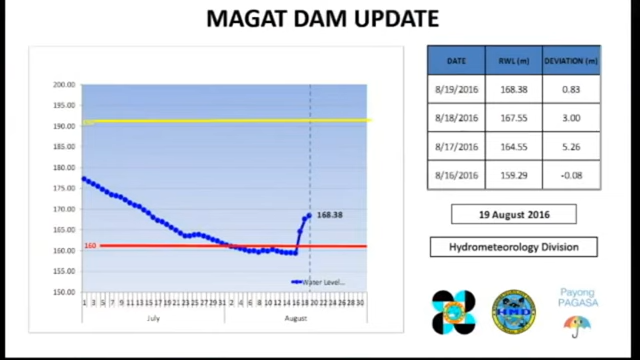 MAGAT DAM UPDATE
200.00
195.00
190.00
185.00
180.00
175.00
170.00
165.00
160.00
155.00
150.00
160
168.38
Water Level...
1 3 5 7 9 11 13 15 17 19 21 23 25 27 29 31 2 4 6 8 10 12 14 16 18 20 22 24 26 28 30
July August
DATE RWL (m) DEVIATION (m)
8/19/2016 168.38 0.83
8/18/2016 167.55 3.00
8/17/2016 164.55 5.26
8/16/2016 159.29 -0.08
19 August 2016
Hydrometeorology Division
HMD
Payong
PAGASA